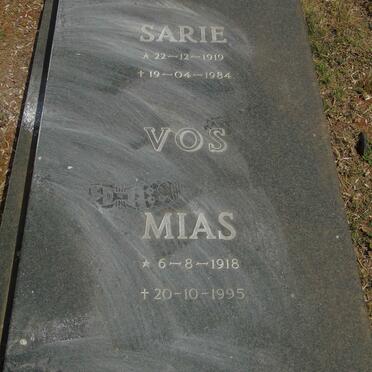 SARIE
★ 22-12-1919
✝ 19-04-1984
VOS
MIAS
★ 6-8-1918
✝ 20-10-1995